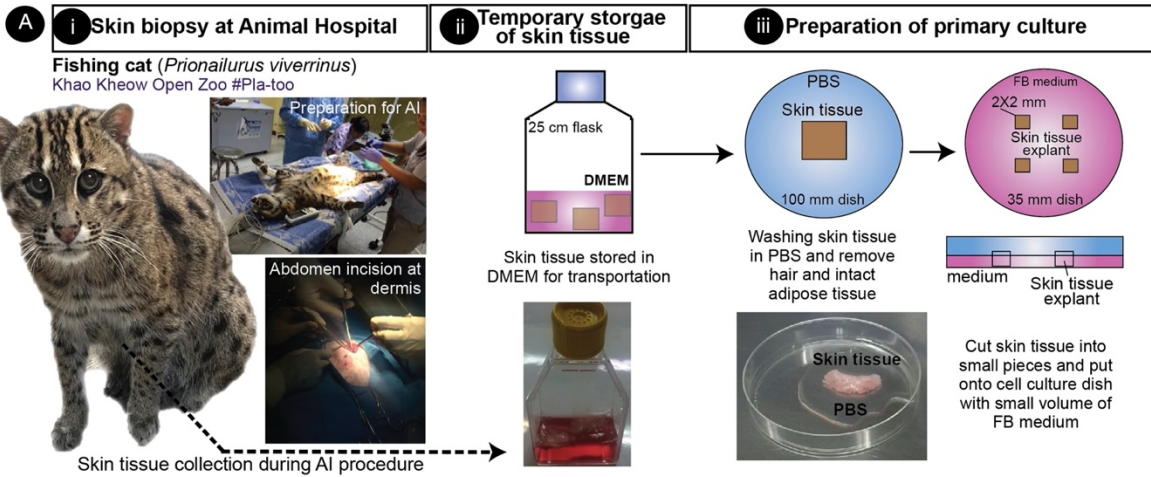 A
i Skin biopsy at Animal Hospital
Fishing cat (Prionailurus viverrinus)
Khao Kheow Open Zoo #Pla-too
Preparation for AI
Abdomen incision at
dermis
Skin tissue collection during AI procedure
ii Temporary storgae
of skin tissue
25 cm flask
DMEM
Skin tissue stored in
DMEM for transportation
iii Preparation of primary culture
PBS
Skin tissue
100 mm dish
Washing skin tissue
in PBS and remove
hair and intact
adipose tissue
Skin tissue
PBS
FB medium
2X2 mm
Skin tissue
explant
35 mm dish
medium
Skin tissue
explant
Cut skin tissue into
small pieces and put
onto cell culture dish
with small volume of
FB medium